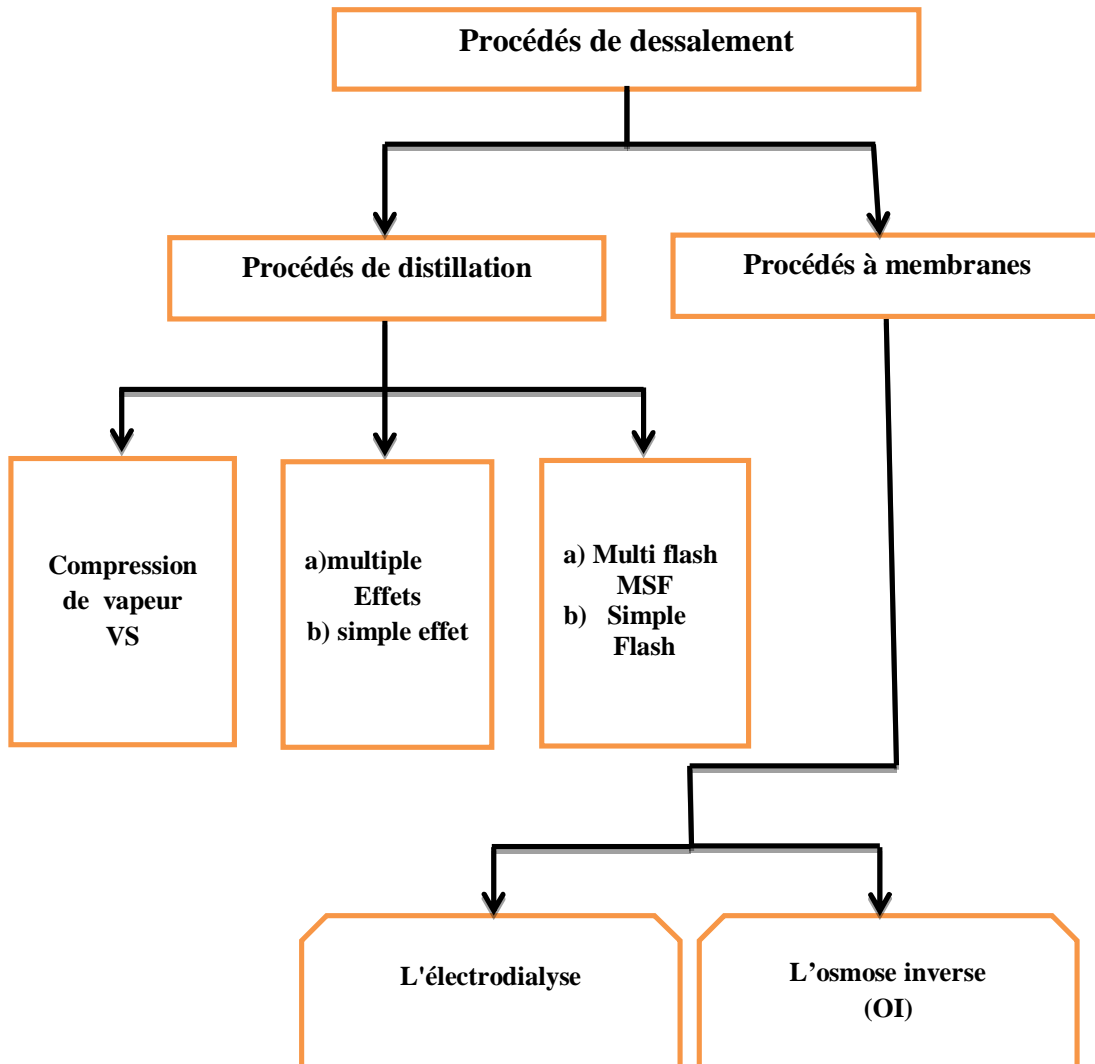 Procédés de dessalement
Procédés de distillation
Procédés à membranes
Compression
de vapeur
VS
a)multiple
Effets
b) simple effet
a) Multi flash
MSF
b) Simple
Flash
L'électrodialyse
L’osmose inverse
(OI)